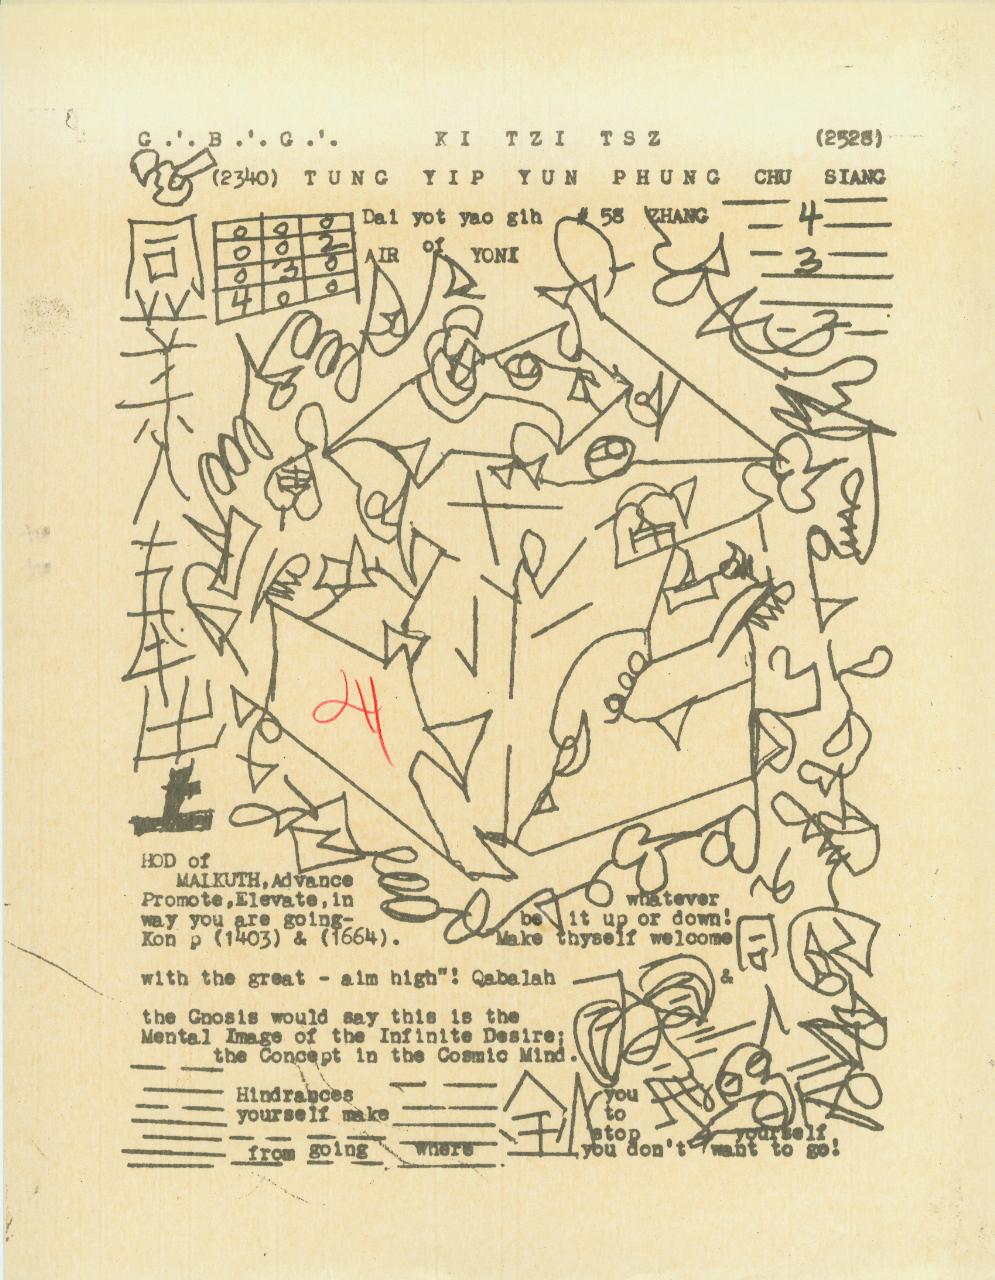 G.'.B.'.G.'. KI TZI TSZ (2528)
(2340) TUNG YIP YUN PHUNG CHU SIANG
Dai yot yao gih # 58 ZHANG 4
AIR of YONI 3
0 0 0
0 0 2
0 3 0
4 0 0
2
4
HOD of
MALKUTH,Advance
Promote,Elevate,in whatever
way you are going- be it up or down!
Kon p (1403) & (1664). "Make thyself welcome
with the great - aim high"! Qabalah &
the Gnosis would say this is the
Mental Image of the Infinite Desire;
the Concept in the Cosmic Mind.
Hindrances you
yourself make to
stop yourself
from going where you don't want to go!